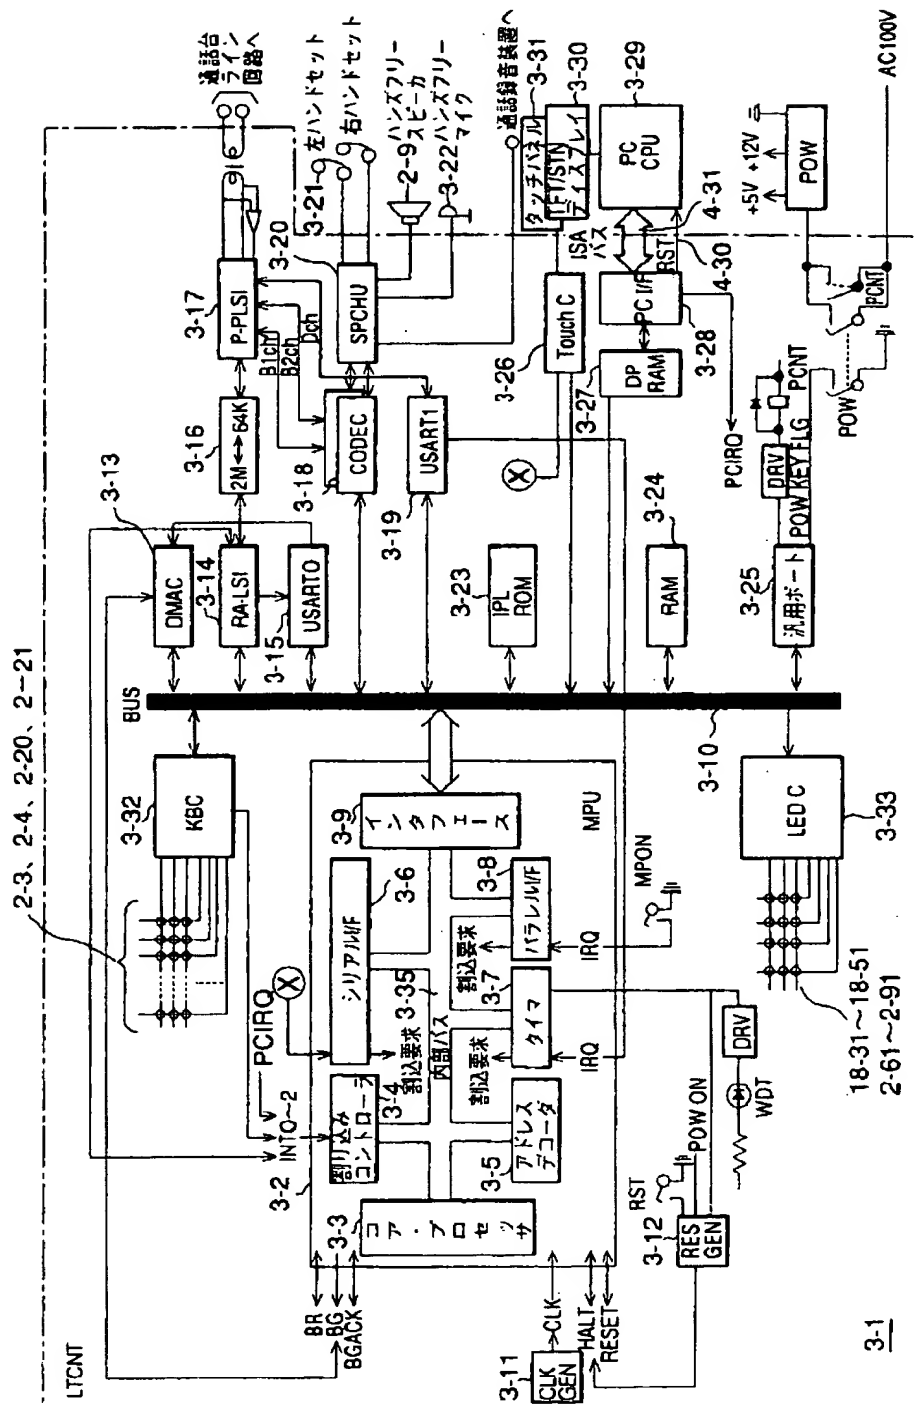 LTCNT
2-3、2-4、2-20、2-21
3-32
KBC
PCIRQ
INT0~2
BR
BG
BGACK
CLK
3-11
CLK
GEN
HALT
RESET
3-12
RES
GEN
RST
POW ON
WDT
DRV
3-2
3-3
コア・プロセッサ
3-4
割り込み
コントローラ
3-5
アドレス
デコーダ
X
シリアルI/F
3-6
割込要求
3-35
内部バス
割込要求
3-7
タイマ
IRQ
割込要求
3-8
パラレルI/F
IRQ
MPON
3-9
インタフェース
MPU
BUS
3-10
LED C
3-33
18-31~18-51
2-61~2-91
3-13
DMAC
3-14
RA-LSI
3-15
USART0
3-16
2M↔64K
3-17
P-PLSI
通話台
ライン
回路へ
B1ch
B2ch
Dch
3-18
CODEC
3-19
USART1
3-20
SPCHU
3-21
左ハンドセット
右ハンドセット
ハンズフリー
スピーカ
2-9
ハンズフリー
マイク
3-22
通話録音装置へ
3-23
IPL
ROM
X
3-26
Touch C
タッチパネル
3-31
TFT/STN
ディスプレイ
3-30
3-24
RAM
3-27
DP
RAM
PC I/F
3-28
ISA
バス
RST
4-30
4-31
PC
CPU
3-29
PCIRQ
3-25
汎用ポート
POW KEY FLG
DRV
PCNT
POW
PCNT
+5V
+12V
POW
AC100V
3-1